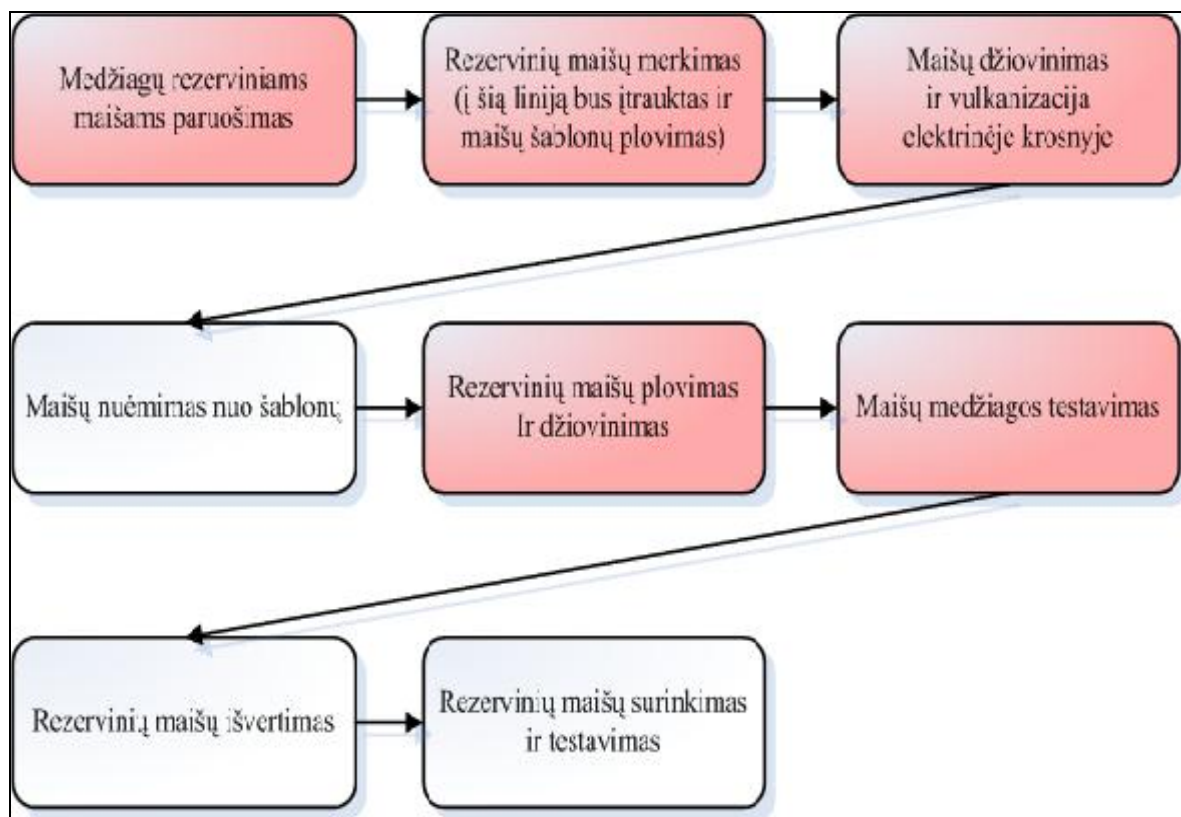 Medžiagų rezerviniams
maišams paruošimas
Rezervinių maišų merkimas
(į šią liniją bus įtrauktas ir
maišų šablonų plovimas)
Maišų džiovinimas
ir vulkanizacija
elektrinėje krosnyje
Maišų nuėmimas nuo šablonų
Rezervinių maišų plovimas
Ir džiovinimas
Maišų medžiagos testavimas
Rezervinių maišų išvertimas
Rezervinių maišų surinkimas
ir testavimas